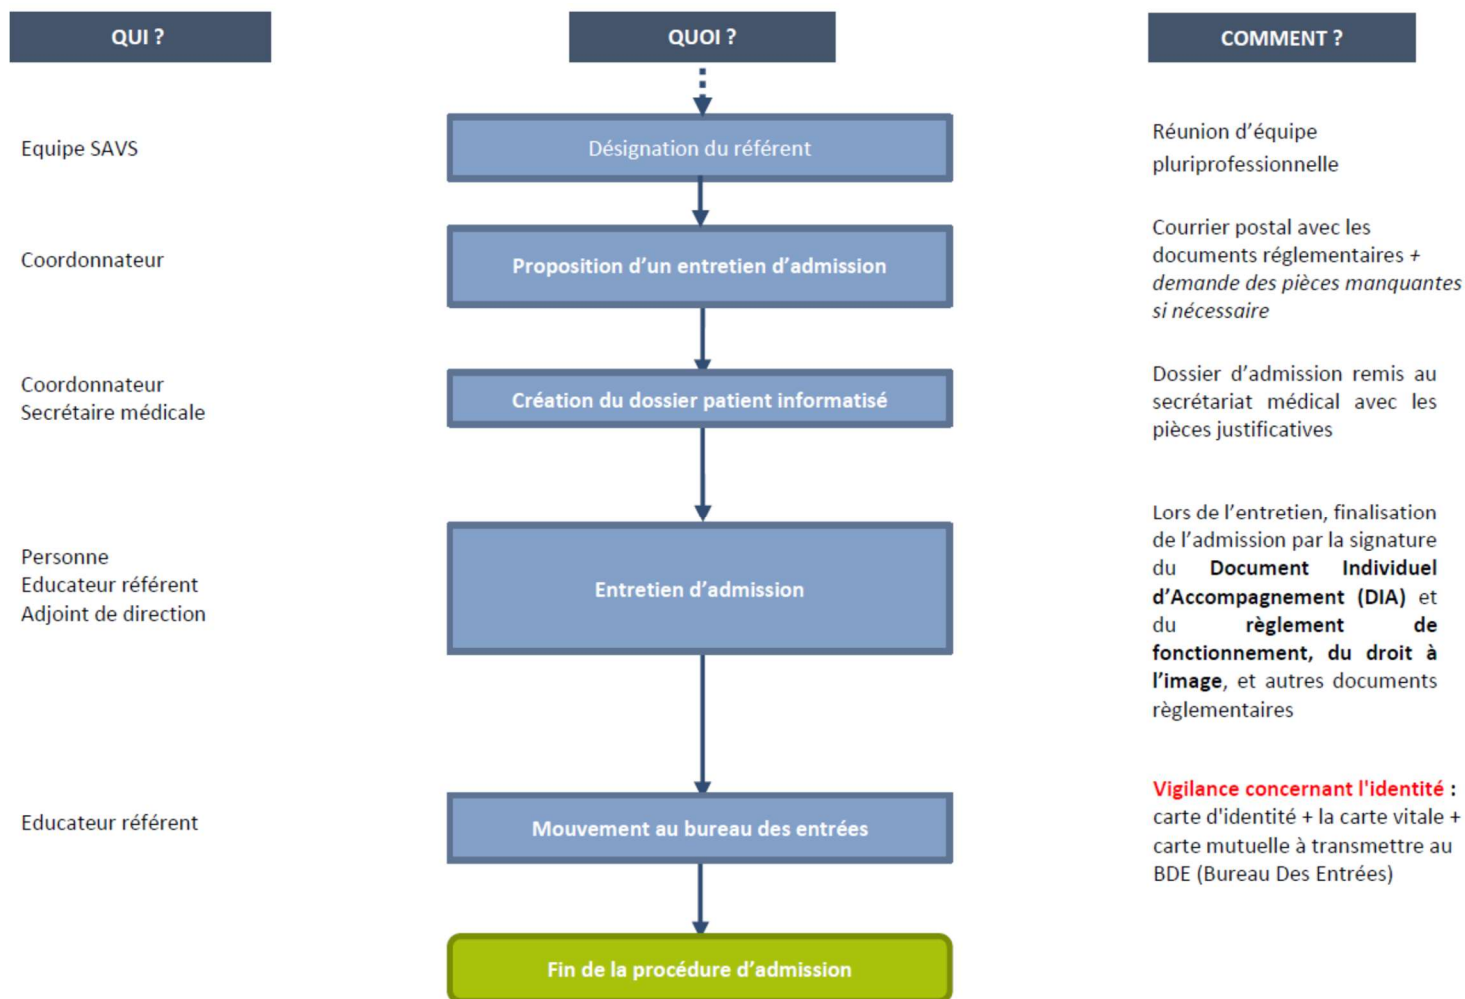 QUI ?
QUOI ?
COMMENT ?
Equipe SAVS
Désignation du référent
Réunion d'équipe
pluriprofessionnelle
Coordonnateur
Proposition d'un entretien d'admission
Courrier postal avec les
documents réglementaires +
demande des pièces manquantes
si nécessaire
Coordonnateur
Secrétaire médicale
Création du dossier patient informatisé
Dossier d'admission remis au
secrétariat médical avec les
pièces justificatives
Personne
Educateur référent
Adjoint de direction
Entretien d'admission
Lors de l'entretien, finalisation
de l'admission par la signature
du Document Individuel
d'Accompagnement (DIA) et
du règlement de
fonctionnement, du droit à
l'image, et autres documents
règlementaires
Educateur référent
Mouvement au bureau des entrées
Vigilance concernant l'identité :
carte d'identité + la carte vitale +
carte mutuelle à transmettre au
BDE (Bureau Des Entrées)
Fin de la procédure d'admission